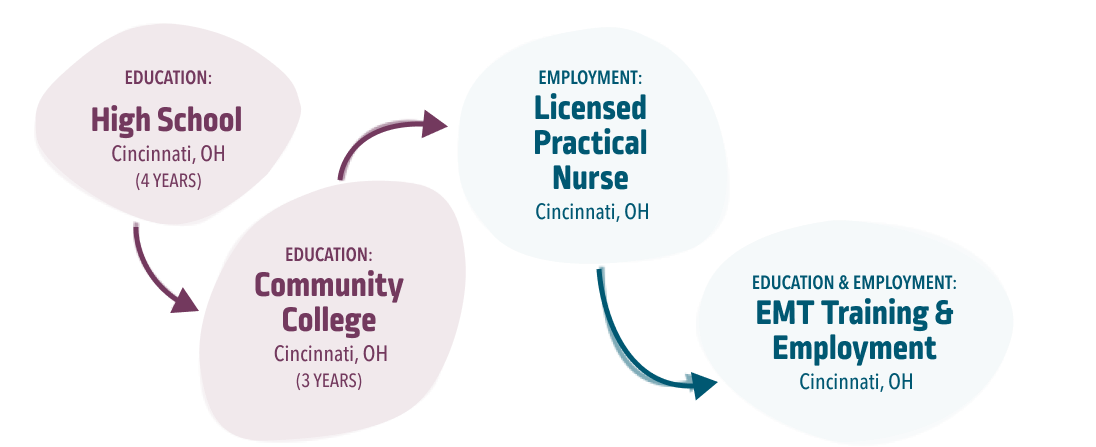 EDUCATION:
High School
Cincinnati, OH
(4 YEARS)
EDUCATION:
Community
College
Cincinnati, OH
(3 YEARS)
EMPLOYMENT:
Licensed
Practical
Nurse
Cincinnati, OH
EDUCATION & EMPLOYMENT:
EMT Training &
Employment
Cincinnati, OH